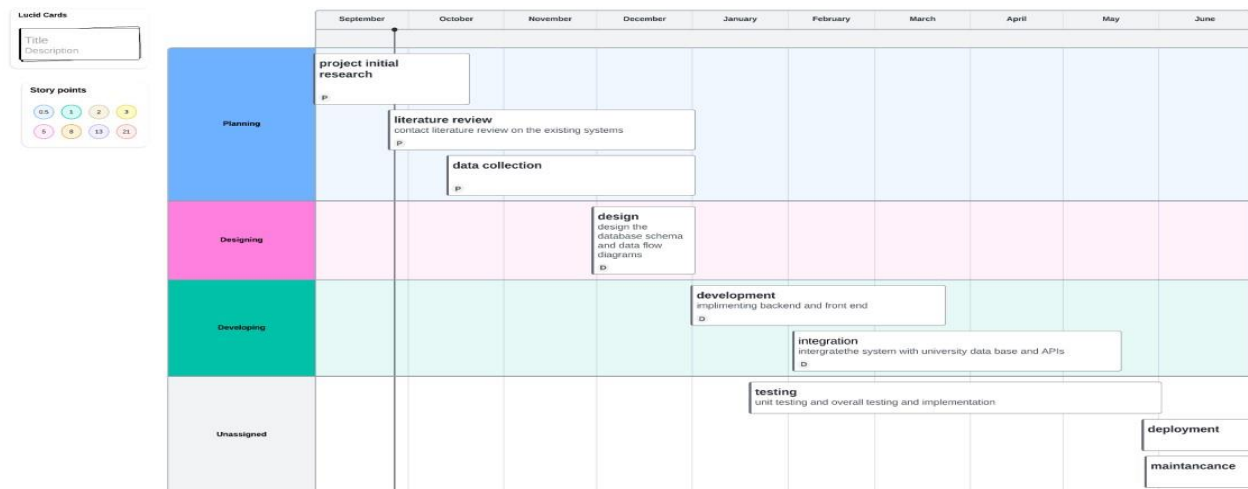 Lucid Cards
Title
Description
Story points
0.5 1 2 3
5 8 13 21
September October November December January February March April May June
Planning
project initial
research
P
literature review
contact literature review on the existing systems
P
data collection
P
Designing
design
design the
database schema
and data flow
diagrams
D
Developing
development
implimenting backend and front end
D
integration
intergratethe system with university data base and APIs
D
Unassigned
testing
unit testing and overall testing and implementation
deployment
maintancance